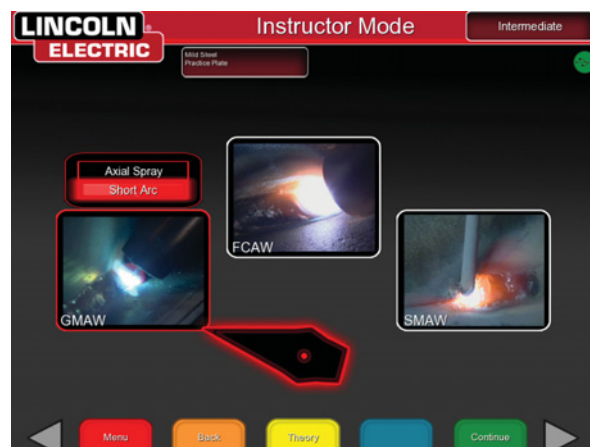 LINCOLN
ELECTRIC
Instructor Mode
Intermediate
Mild Steel
Practice Plate
Axial Spray
Short Arc
GMAW
FCAW
SMAW
Menu
Back
Theory
Continue